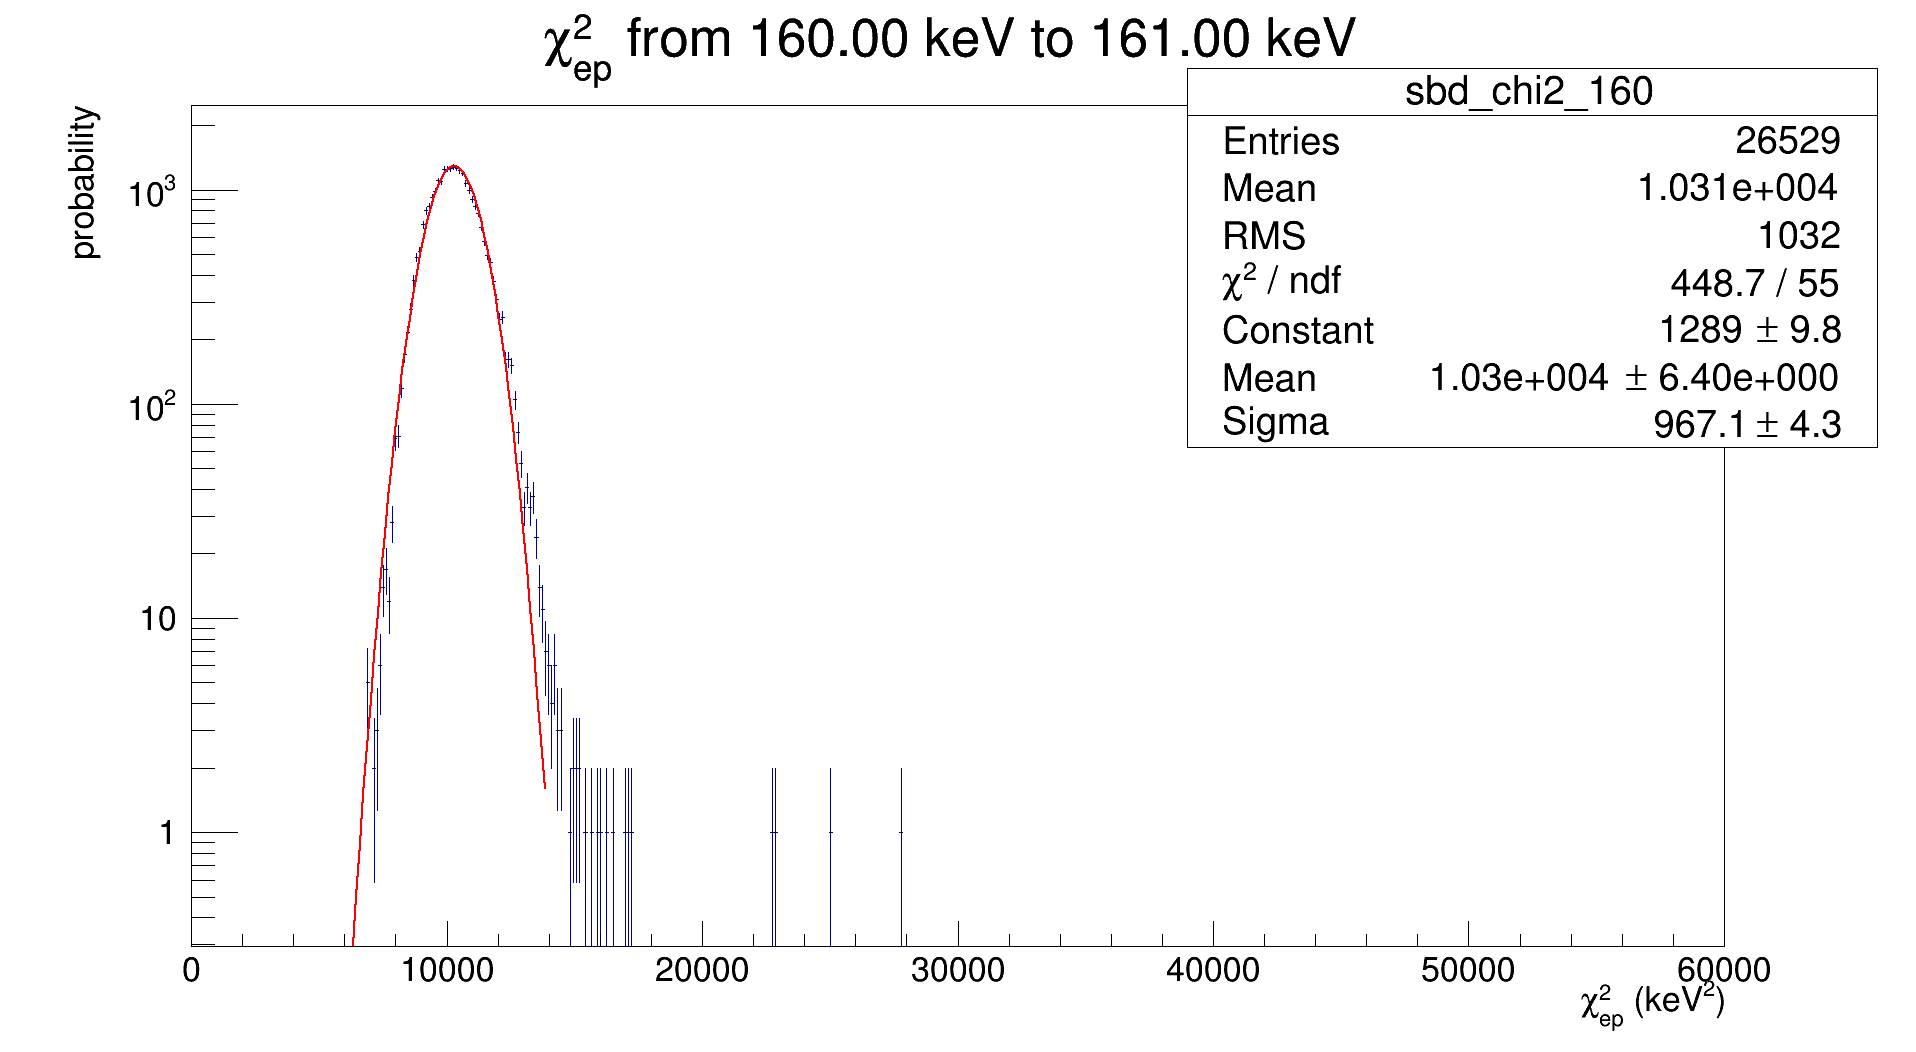 χ²ep from 160.00 keV to 161.00 keV
probability
sbd_chi2_160
Entries 26529
Mean 1.031e+004
RMS 1032
χ² / ndf 448.7 / 55
Constant 1289 ± 9.8
Mean 1.03e+004 ± 6.40e+000
Sigma 967.1 ± 4.3
10³
10²
10
1
0 10000 20000 30000 40000 50000 60000
χ²ep (keV²)